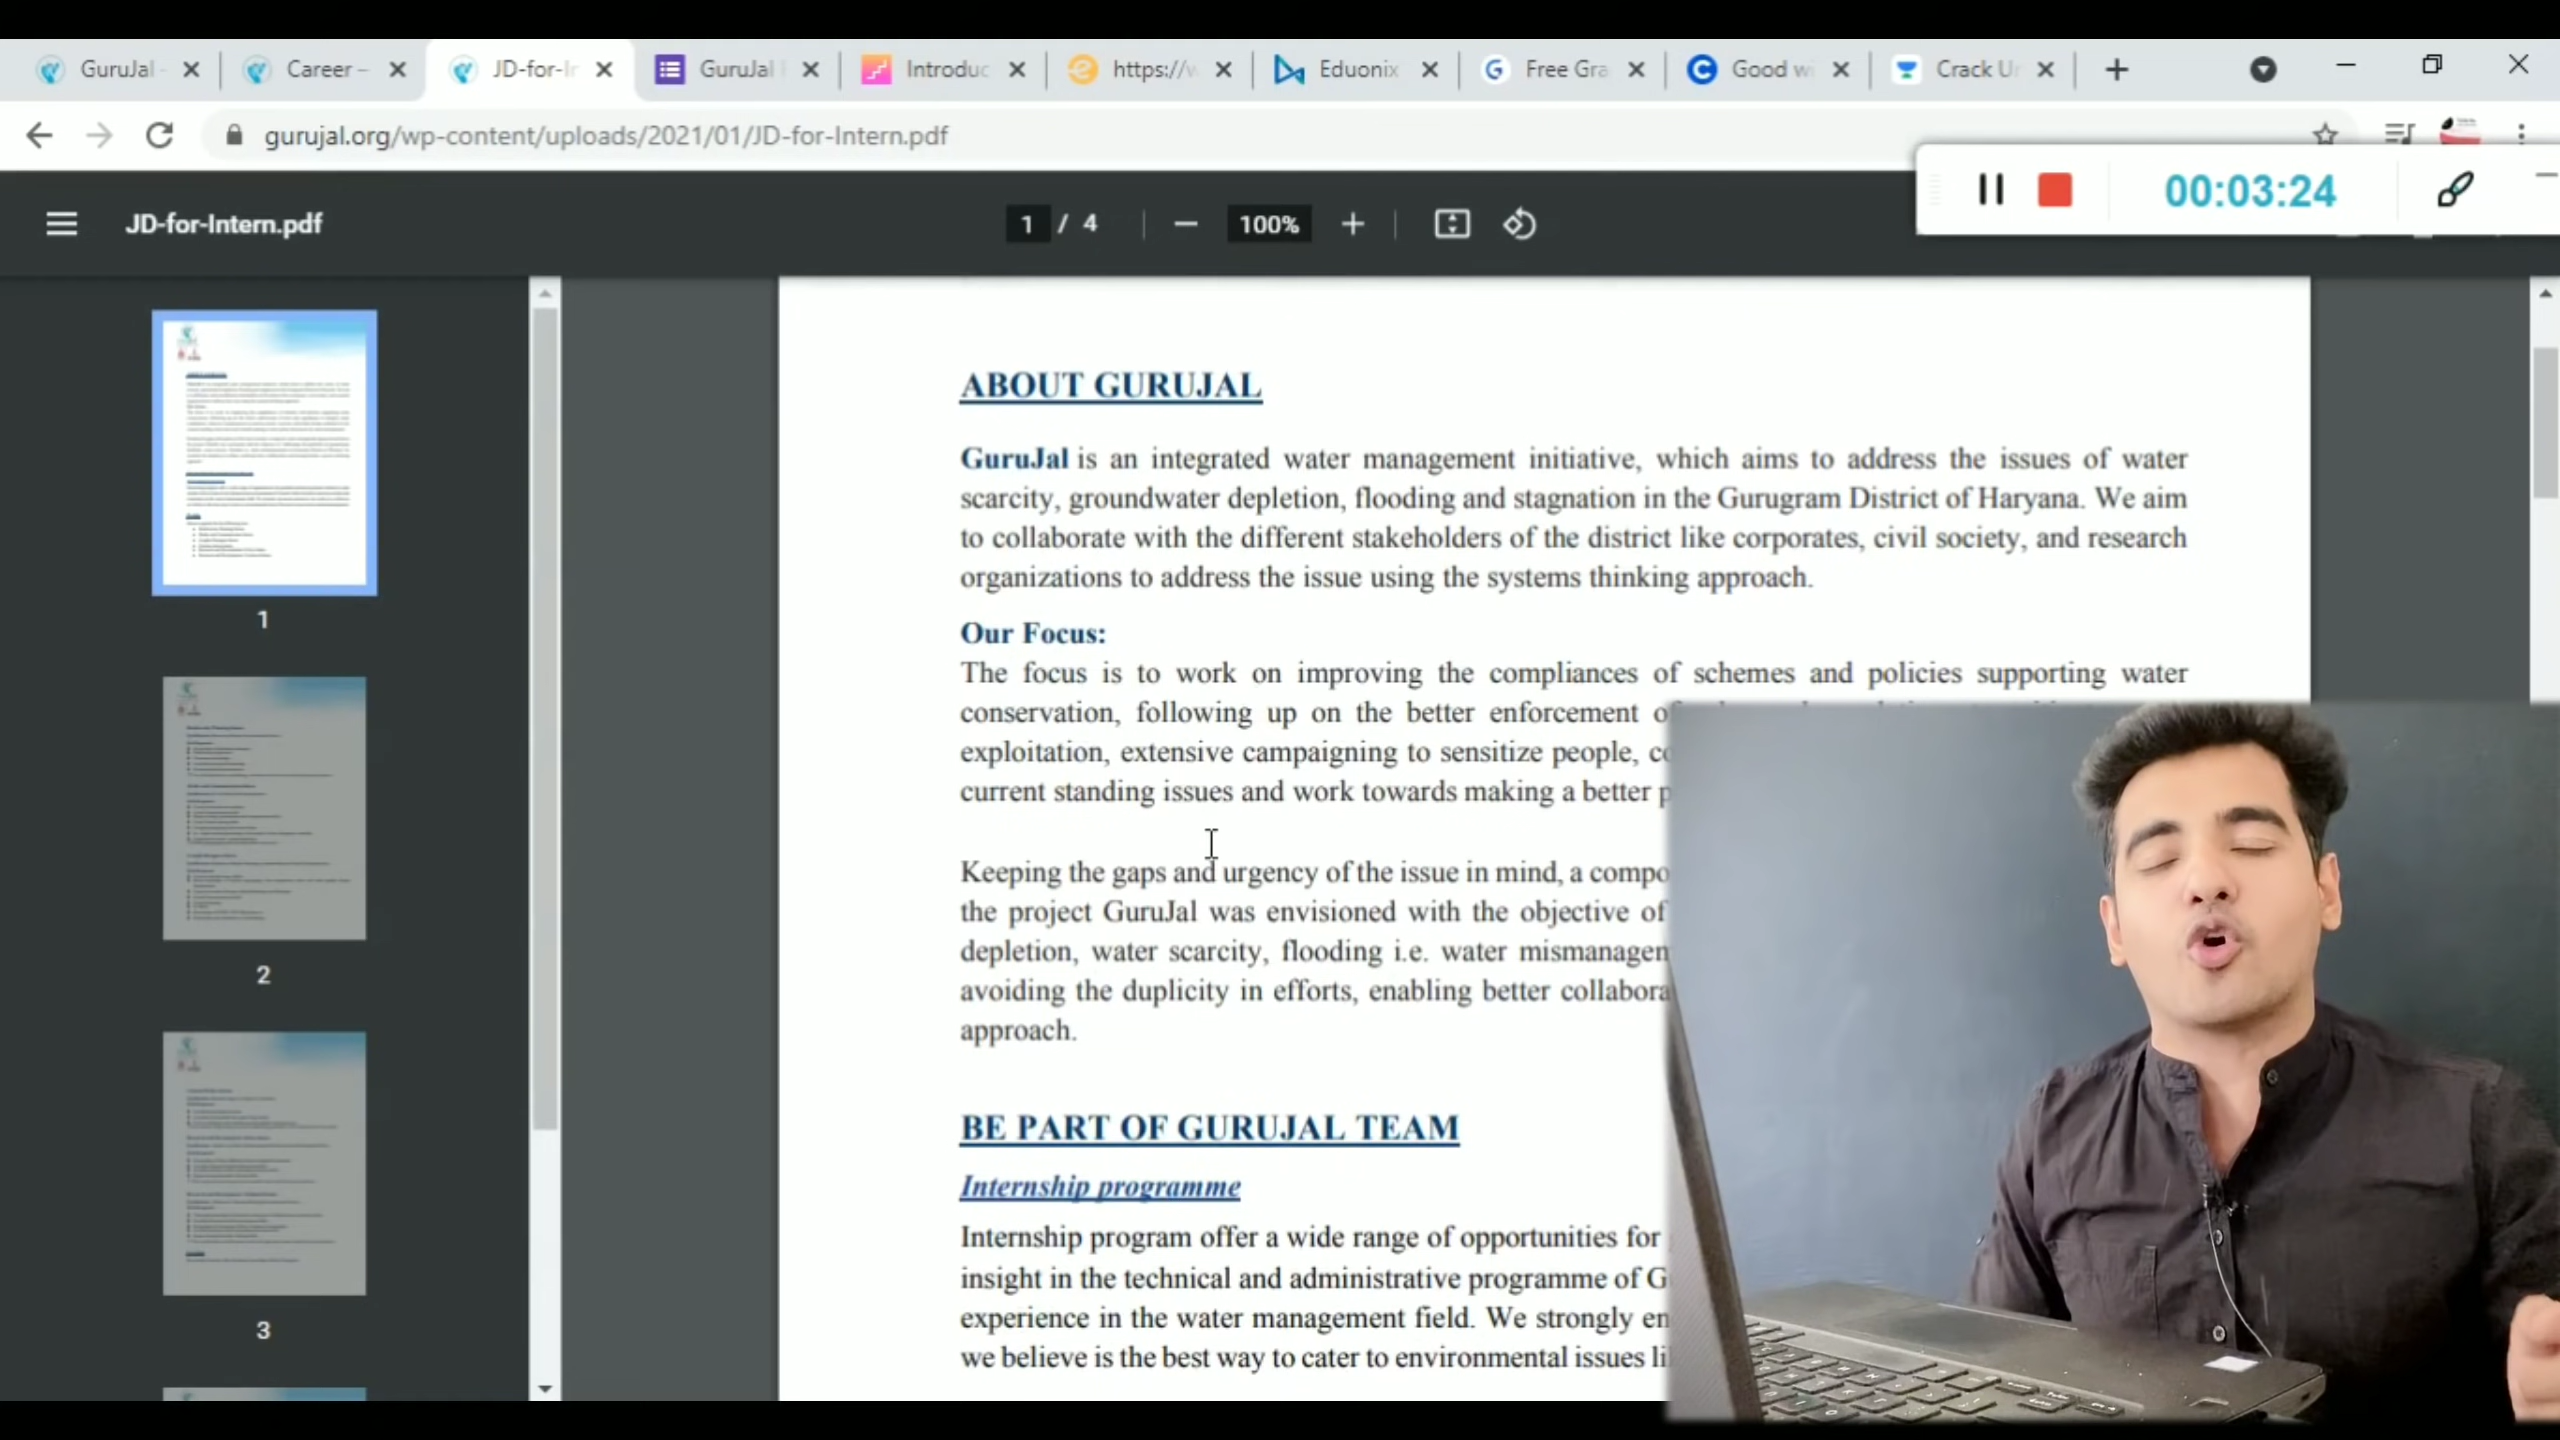 GuruJal -
Career –
JD-for-In
GuruJal
Introduc
https://w
Eduonix
Free Gra
Good wi
Crack Un
gurujal.org/wp-content/uploads/2021/01/JD-for-Intern.pdf
00:03:24
JD-for-Intern.pdf
1 / 4
100%
1
2
3
ABOUT GURUJAL
GuruJal is an integrated water management initiative, which aims to address the issues of water
scarcity, groundwater depletion, flooding and stagnation in the Gurugram District of Haryana. We aim
to collaborate with the different stakeholders of the district like corporates, civil society, and research
organizations to address the issue using the systems thinking approach.
Our Focus:
The focus is to work on improving the compliances of schemes and policies supporting water
conservation, following up on the better enforcement
exploitation, extensive campaigning to sensitize people,
current standing issues and work towards making a better
Keeping the gaps and urgency of the issue in mind, a compo
the project GuruJal was envisioned with the objective of
depletion, water scarcity, flooding i.e. water mismanagem
avoiding the duplicity in efforts, enabling better collabora
approach.
BE PART OF GURUJAL TEAM
Internship programme
Internship program offer a wide range of opportunities for
insight in the technical and administrative programme of G
experience in the water management field. We strongly en
we believe is the best way to cater to environmental issues li